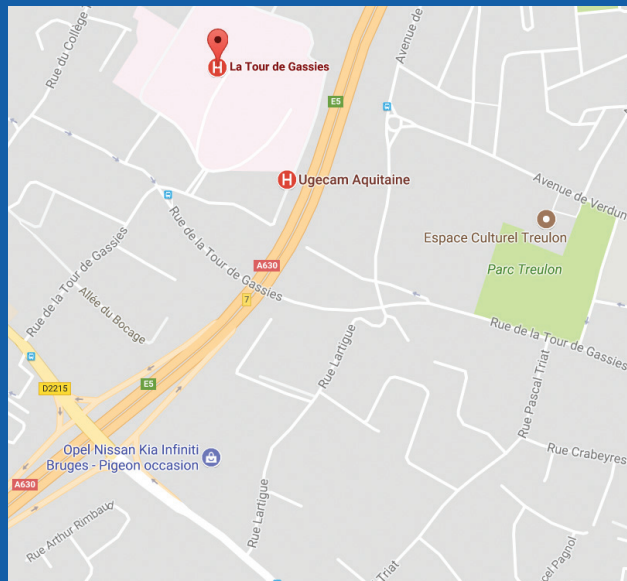 Rue du Collège
Avenue de
H La Tour de Gassies
E5
H Ugecam Aquitaine
Avenue de Verdun
Espace Culturel Treulon
Parc Treulon
Rue de la Tour de Gassies
Rue de la Tour de Gassies
A630
7
Allée du Bocage
Rue de la Tour de Gassies
Rue Lartigue
Rue Pascal Triat
D2215
E5
Rue Crabeyres
Opel Nissan Kia Infiniti
Bruges - Pigeon occasion
A630
Rue Lartigue
Rue Arthur Rimbaud
Triat
cel Pagnol